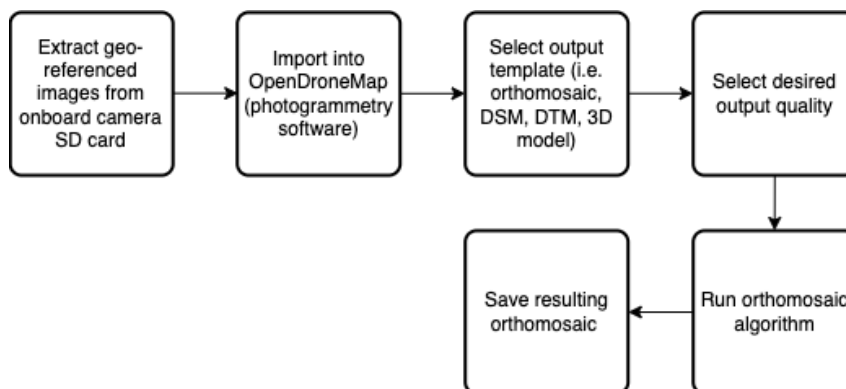 Extract geo-
referenced
images from
onboard camera
SD card
Import into
OpenDroneMap
(photogrammetry
software)
Select output
template (i.e.
orthomosaic,
DSM, DTM, 3D
model)
Select desired
output quality
Run orthomosaic
algorithm
Save resulting
orthomosaic